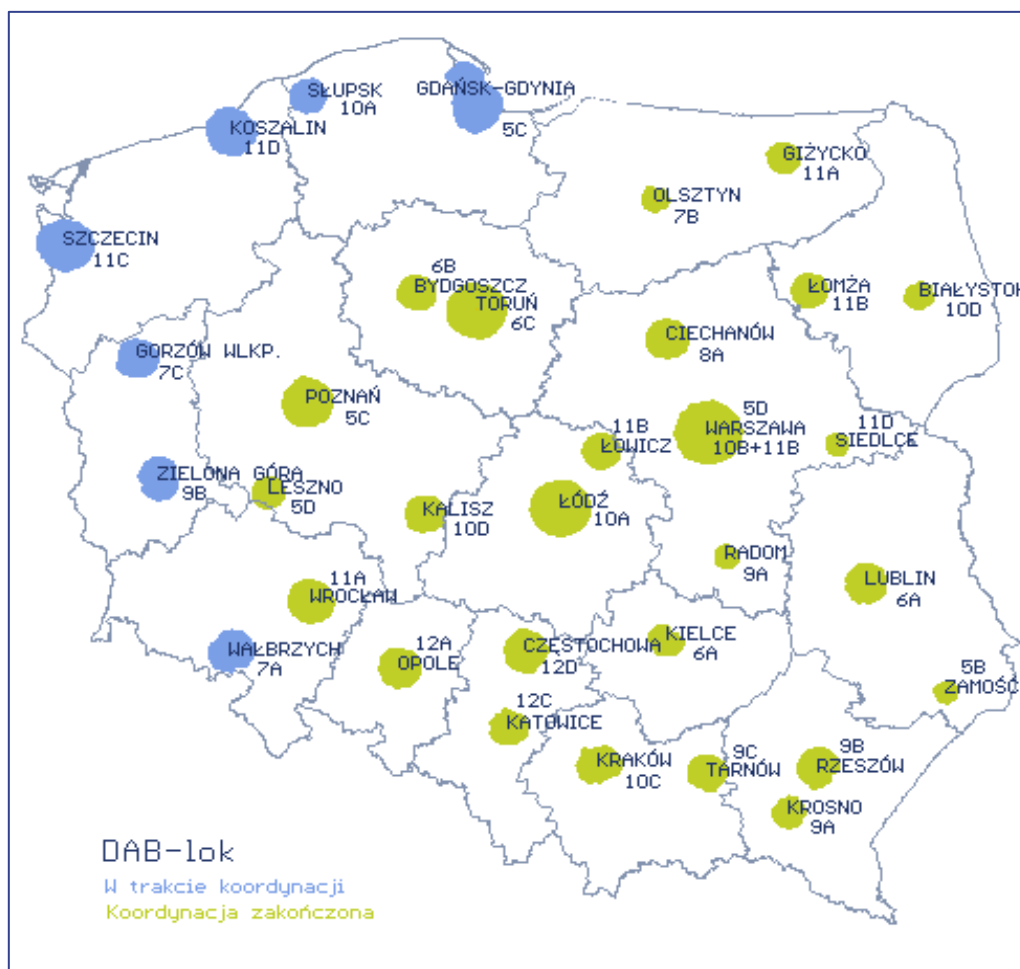 SŁUPSK
10A
GDAŃSK-GDYNIA
5C
KOSZALIN
11D
GIŻYCKO
11A
OLSZTYN
7B
SZCZECIN
11C
6B
BYDGOSZCZ
TORUŃ
6C
ŁOMŻA
11B
BIAŁYSTOK
10D
CIECHANÓW
8A
GORZÓW WLKP.
7C
POZNAŃ
5C
5D
WARSZAWA
10B+11B
11D
SIEDLCE
11B
ŁOWICZ
ZIELONA GÓRA
9B
LESZNO
5D
KALISZ
10D
ŁÓDŹ
10A
RADOM
9A
LUBLIN
6A
11A
WROCŁAW
WAŁBRZYCH
7A
12A
OPOLE
CZĘSTOCHOWA
12D
KIELCE
6A
5B
ZAMOŚĆ
12C
KATOWICE
KRAKÓW
10C
9C
TARNÓW
9B
RZESZÓW
KROSNO
9A
DAB-lok
W trakcie koordynacji
Koordynacja zakończona